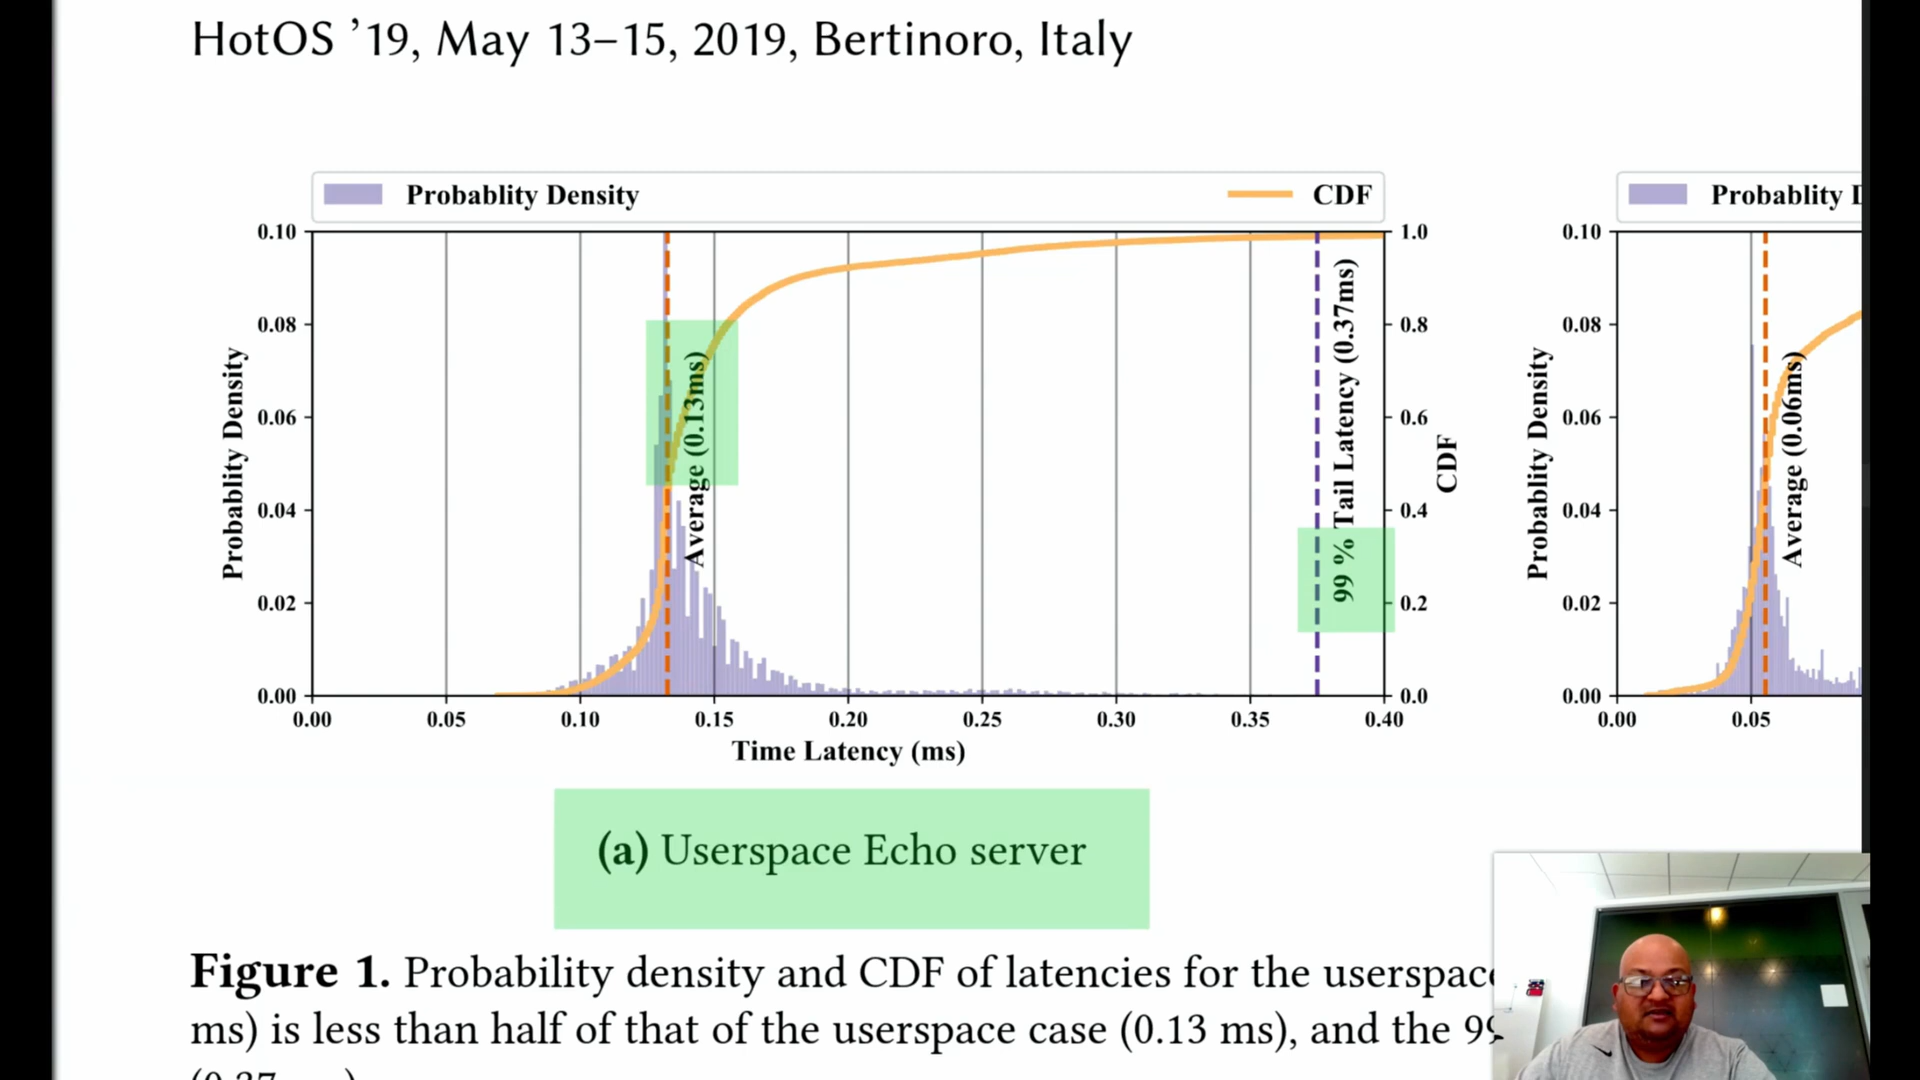 HotOS ’19, May 13–15, 2019, Bertinoro, Italy
Probablity Density
CDF
0.10
0.08
0.06
0.04
0.02
0.00
Probablity Density
1.0
0.8
0.6
0.4
0.2
0.0
CDF
Average (0.13ms)
99 % Tail Latency (0.37ms)
0.00 0.05 0.10 0.15 0.20 0.25 0.30 0.35 0.40
Time Latency (ms)
(a) Userspace Echo server
Probablity
0.10
0.08
0.06
0.04
0.02
0.00
Probablity Density
Average (0.06ms)
0.00 0.05
Figure 1. Probability density and CDF of latencies for the userspace
ms) is less than half of that of the userspace case (0.13 ms), and the 99